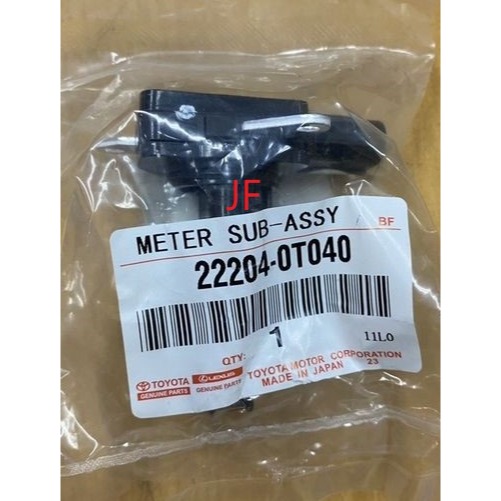 JF
METER SUB-ASSY
BF
22204-0T040
QTY: 1
11L0
TOYOTA
GENUINE PARTS
LEXUS
GENUINE PARTS
TOYOTA MOTOR CORPORATION
MADE IN JAPAN 23